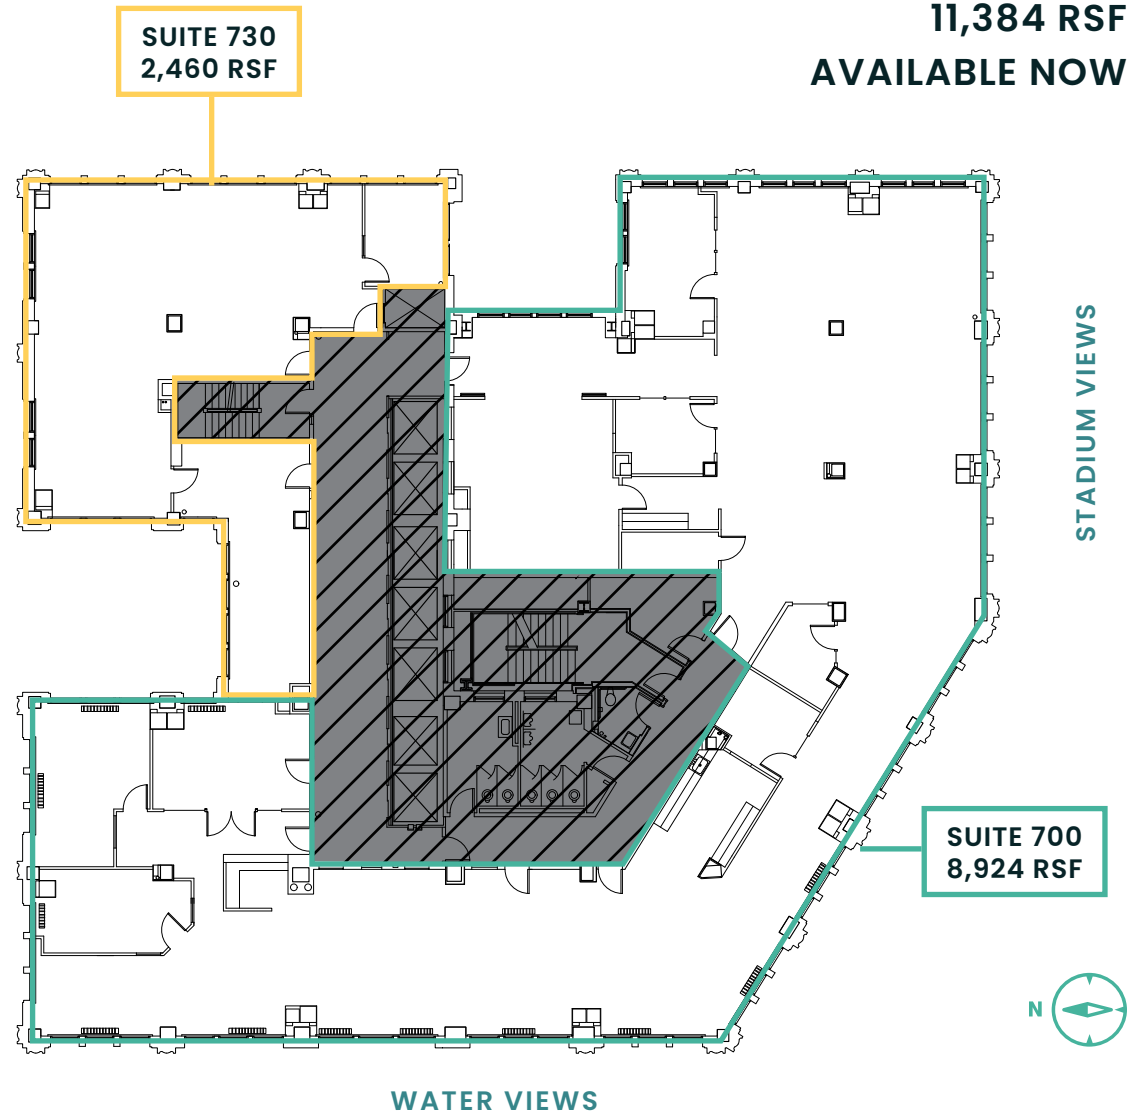 11,384 RSF
AVAILABLE NOW
SUITE 730
2,460 RSF
STADIUM VIEWS
SUITE 700
8,924 RSF
N
WATER VIEWS